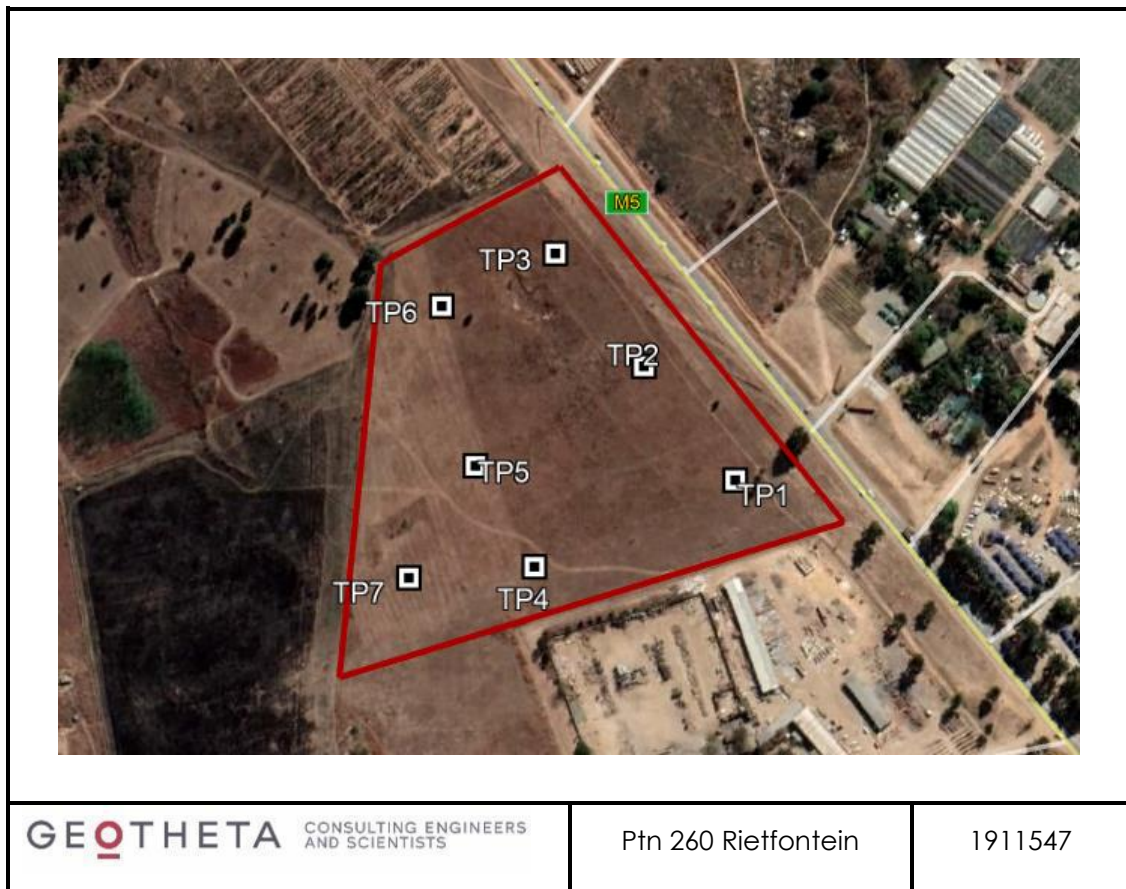 M5
TP3
TP6
TP2
TP5
TP1
TP7
TP4
GEOTHETA CONSULTING ENGINEERS
AND SCIENTISTS
Ptn 260 Rietfontein
1911547